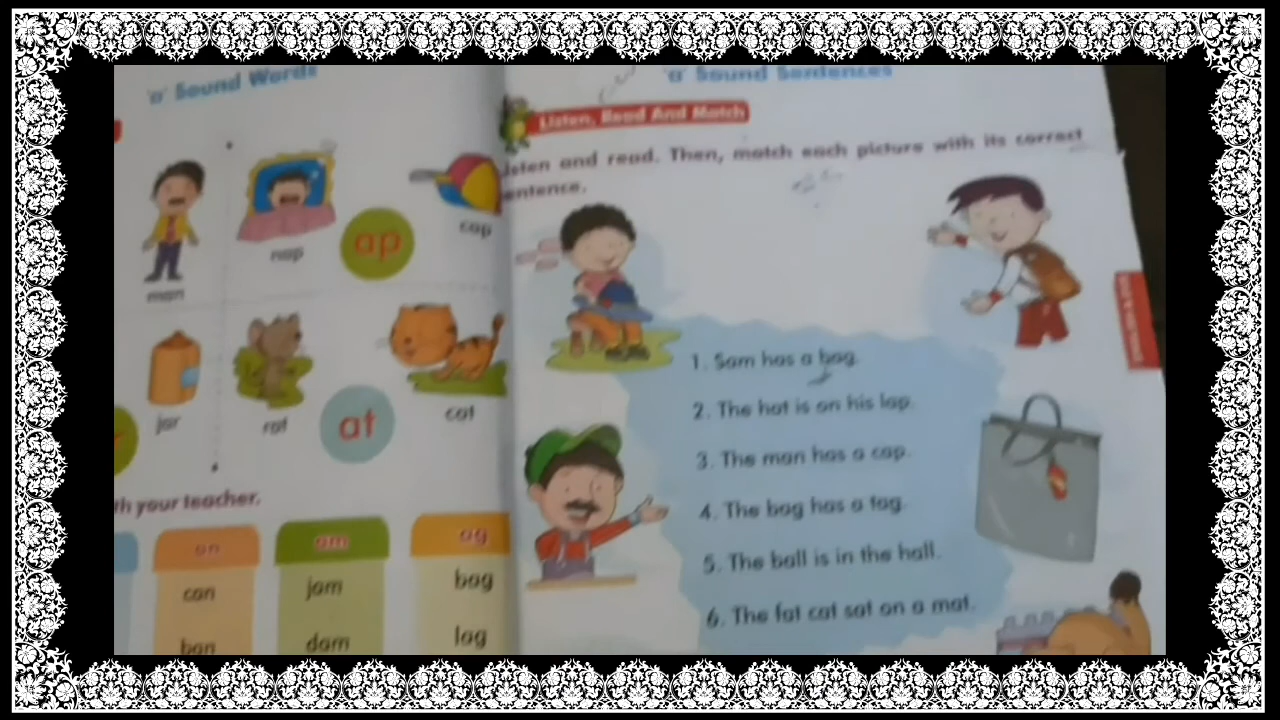 'a' Sound Words
man
nap
ap
cap
jar
rat
at
cat
th your teacher.
an
am
ag
can
jam
bag
ban
dam
lag
'a' Sound Sentences
Listen, Read And Match
isten and read. Then, match each picture with its correct
entence.
1. Sam has a bag.
2. The hat is on his lap.
3. The man has a cap.
4. The bag has a tag.
5. The ball is in the hall.
6. The fat cat sat on a mat.